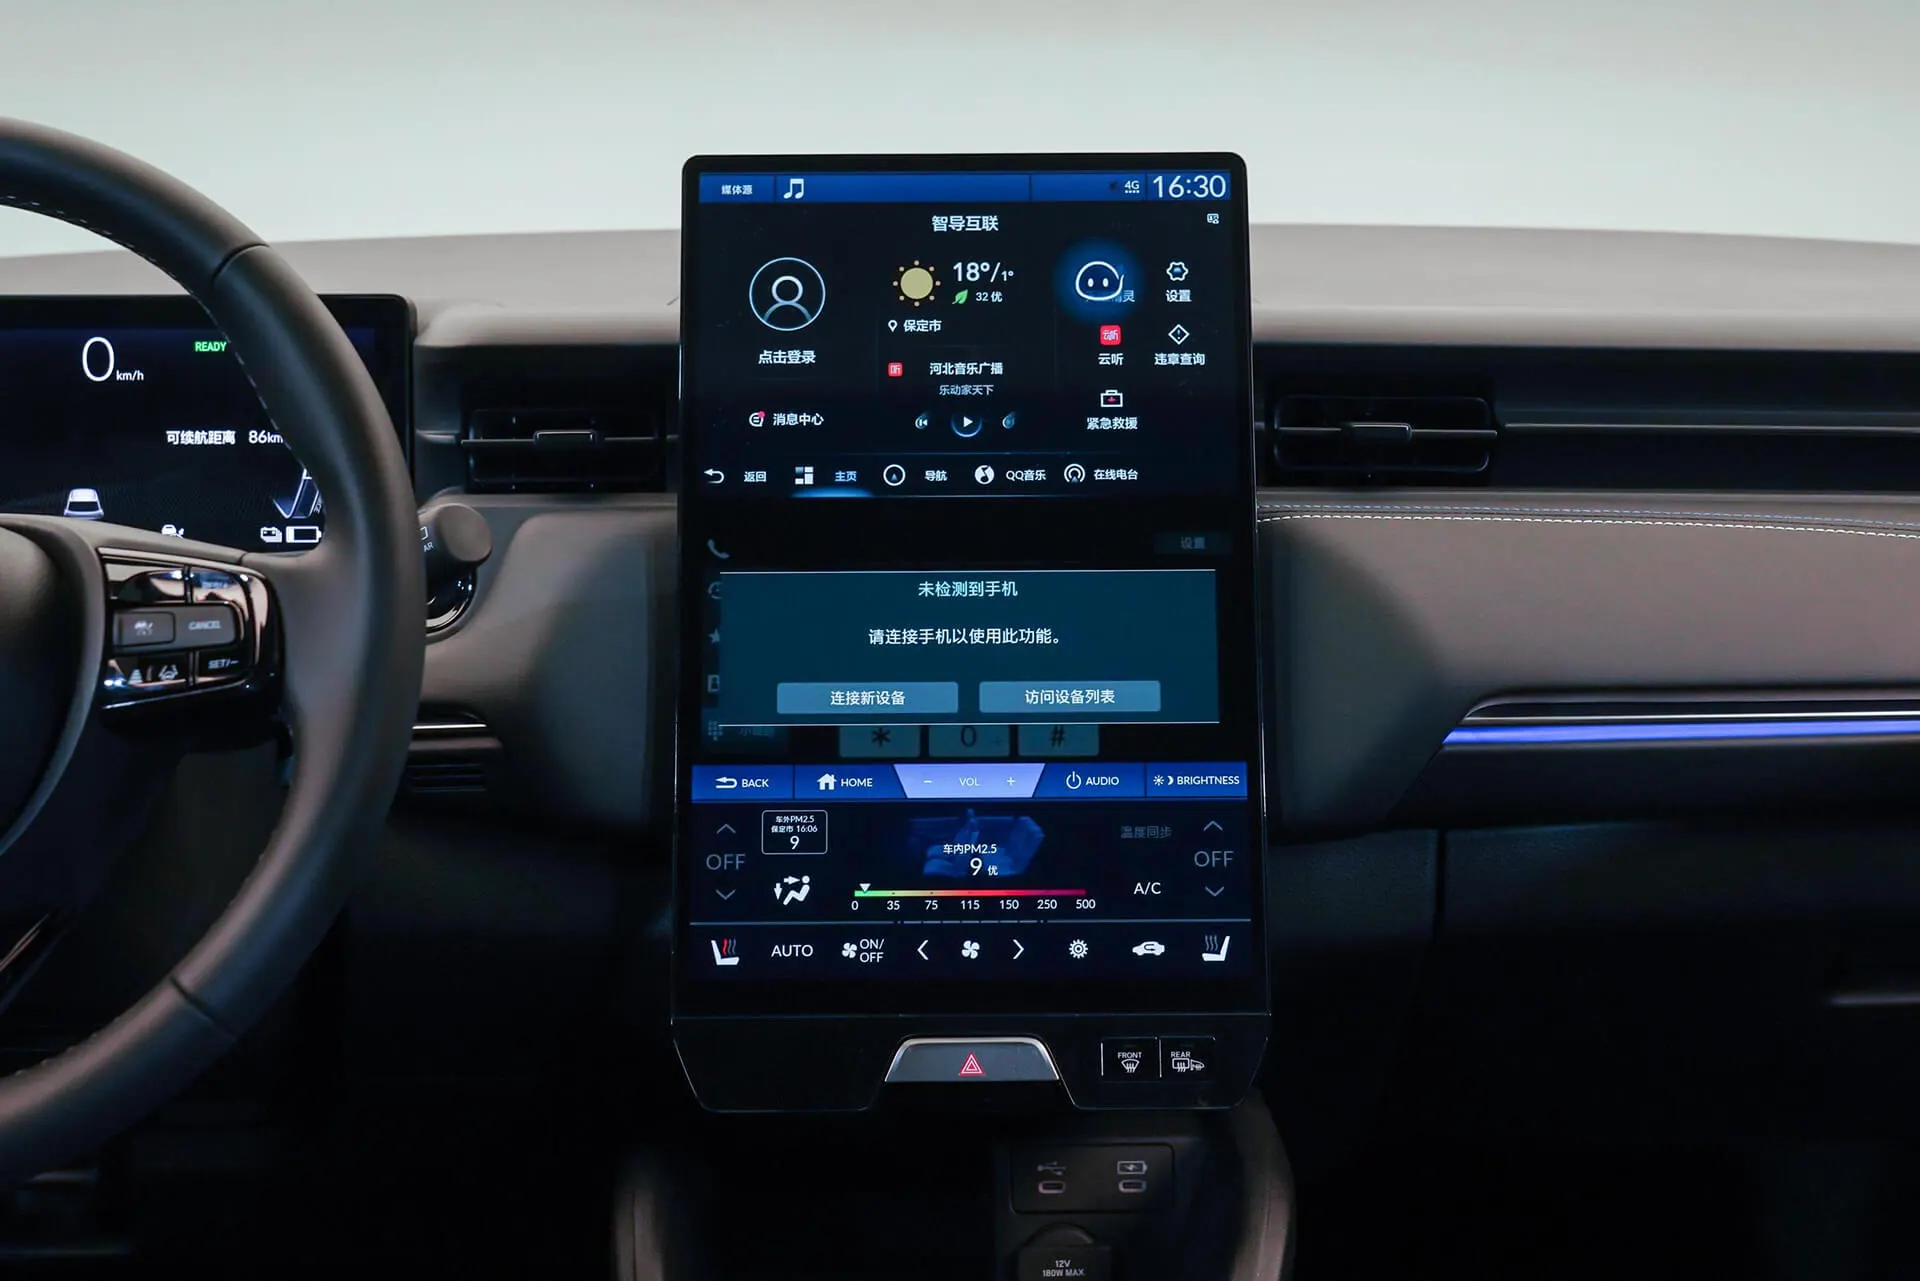 媒体源
4G
16:30
智导互联
18°/1°
32 优
保定市
点击登录
设置
云听
违章查询
听
河北音乐广播
乐动家天下
消息中心
紧急救援
返回
主页
导航
QQ音乐
在线电台
0 km/h
READY
可续航距离 86km
设置
未检测到手机
请连接手机以使用此功能。
连接新设备
访问设备列表
* 0 + #
CANCEL
SET/−
BACK
HOME
− VOL +
AUDIO
BRIGHTNESS
车外PM2.5
保定市 16:06
9
OFF
车内PM2.5
9 优
温度同步
OFF
A/C
0 35 75 115 150 250 500
AUTO
ON/
OFF
FRONT
REAR
12V
180W MAX